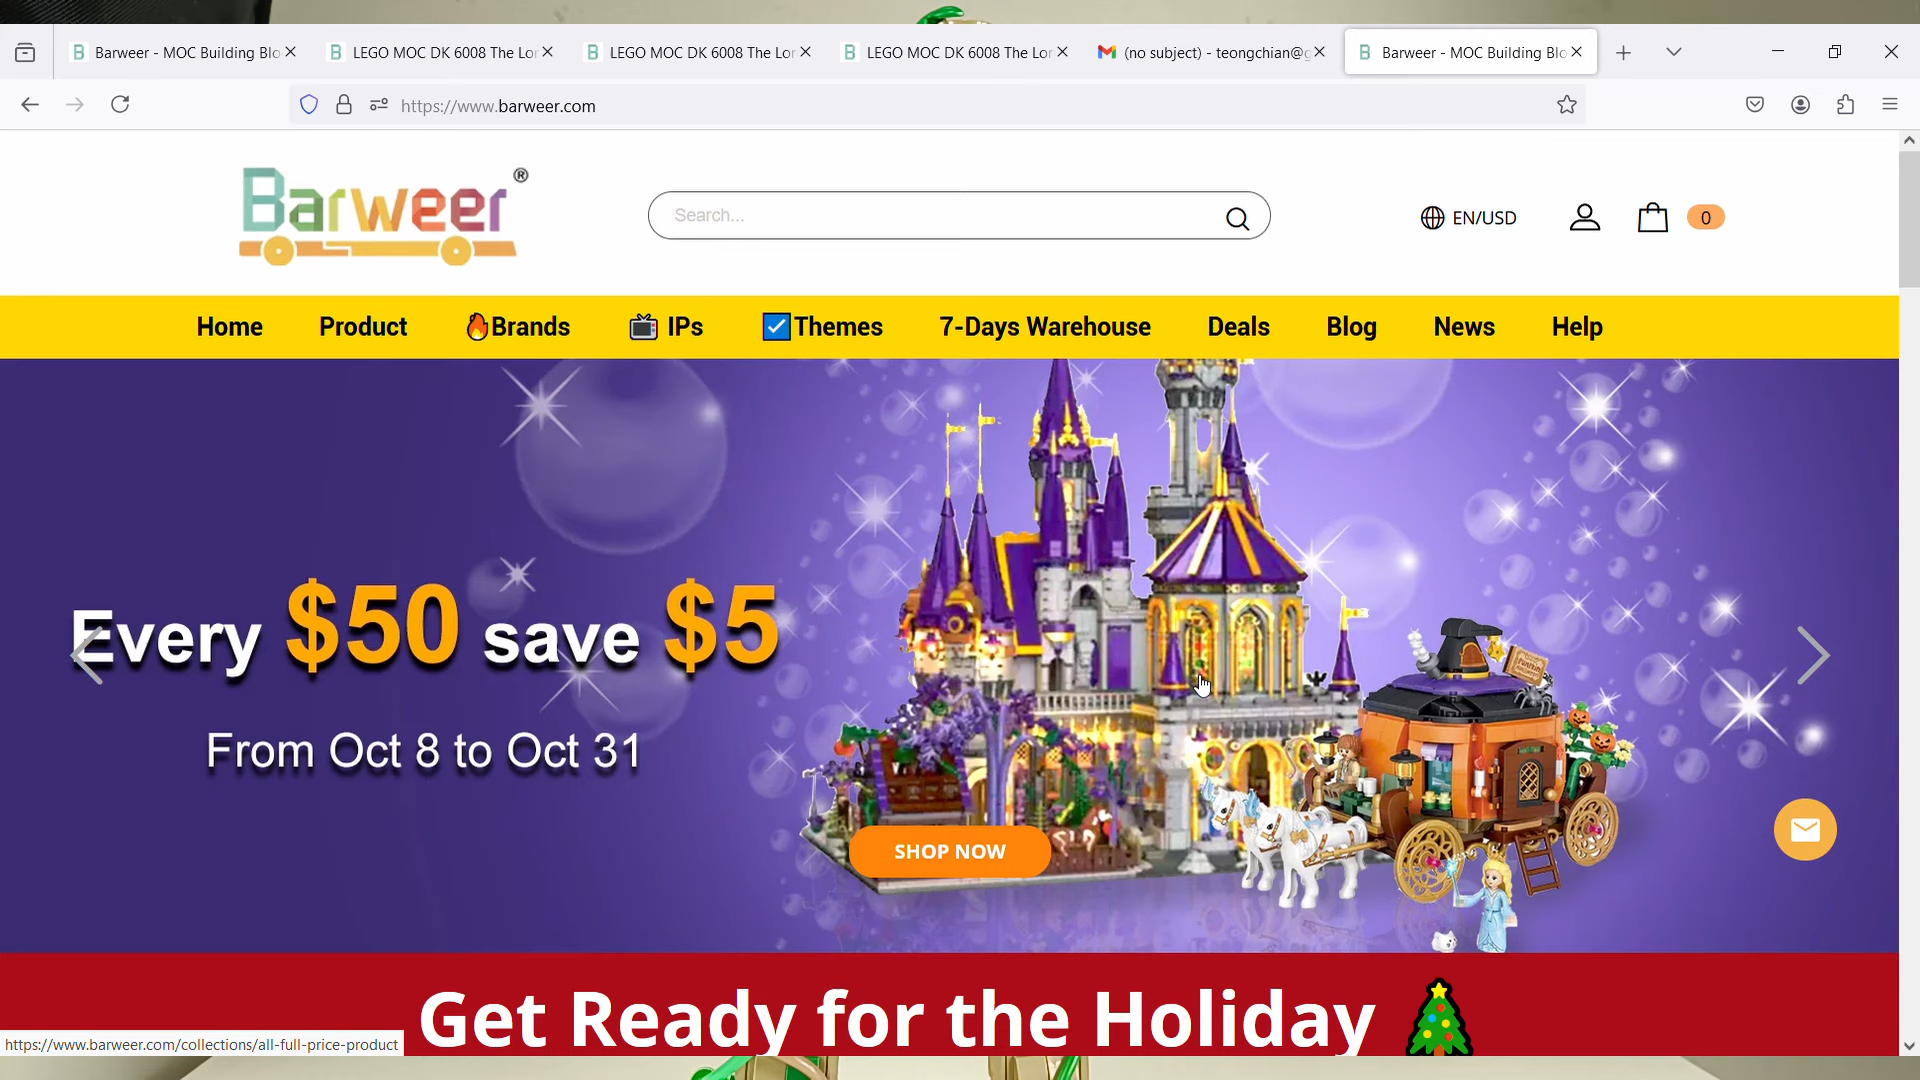 Barweer - MOC Building Blo
LEGO MOC DK 6008 The Lor
LEGO MOC DK 6008 The Lor
LEGO MOC DK 6008 The Lor
(no subject) - teongchian@g
Barweer - MOC Building Blo
https://www.barweer.com
Barweer®
Search...
EN/USD
0
Home Product Brands IPs Themes 7-Days Warehouse Deals Blog News Help
Every $50 save $5
From Oct 8 to Oct 31
SHOP NOW
Get Ready for the Holiday
https://www.barweer.com/collections/all-full-price-product